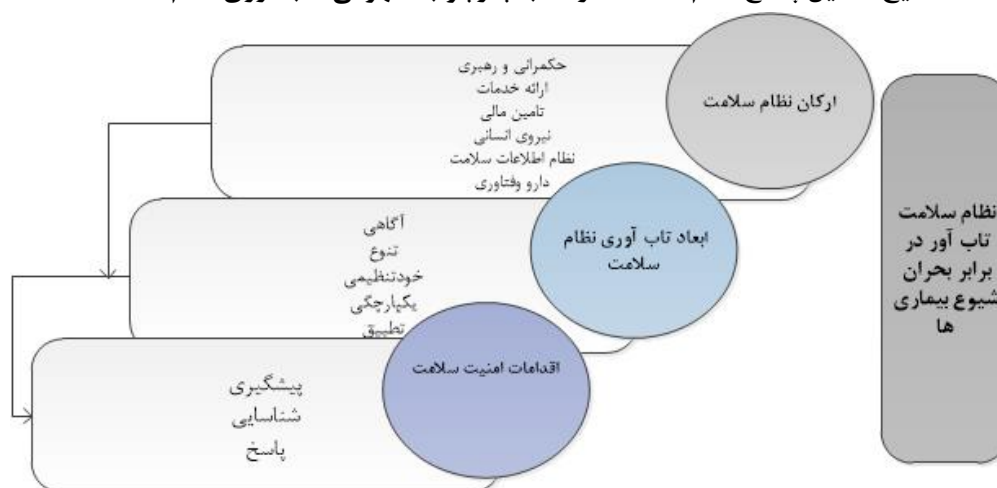 ارکان نظام سلامت
حکمرانی و رهبری
ارائه خدمات
تامین مالی
نیروی انسانی
نظام اطلاعات سلامت
دارو وفناوری
ابعاد تاب آوری نظام
سلامت
آگاهی
تنوع
خودتنظیمی
یکپارچگی
تطبیق
اقدامات امنیت سلامت
پیشگیری
شناسایی
پاسخ
نظام سلامت
تاب آور در
برابر بحران
شیوع بیماری
ها